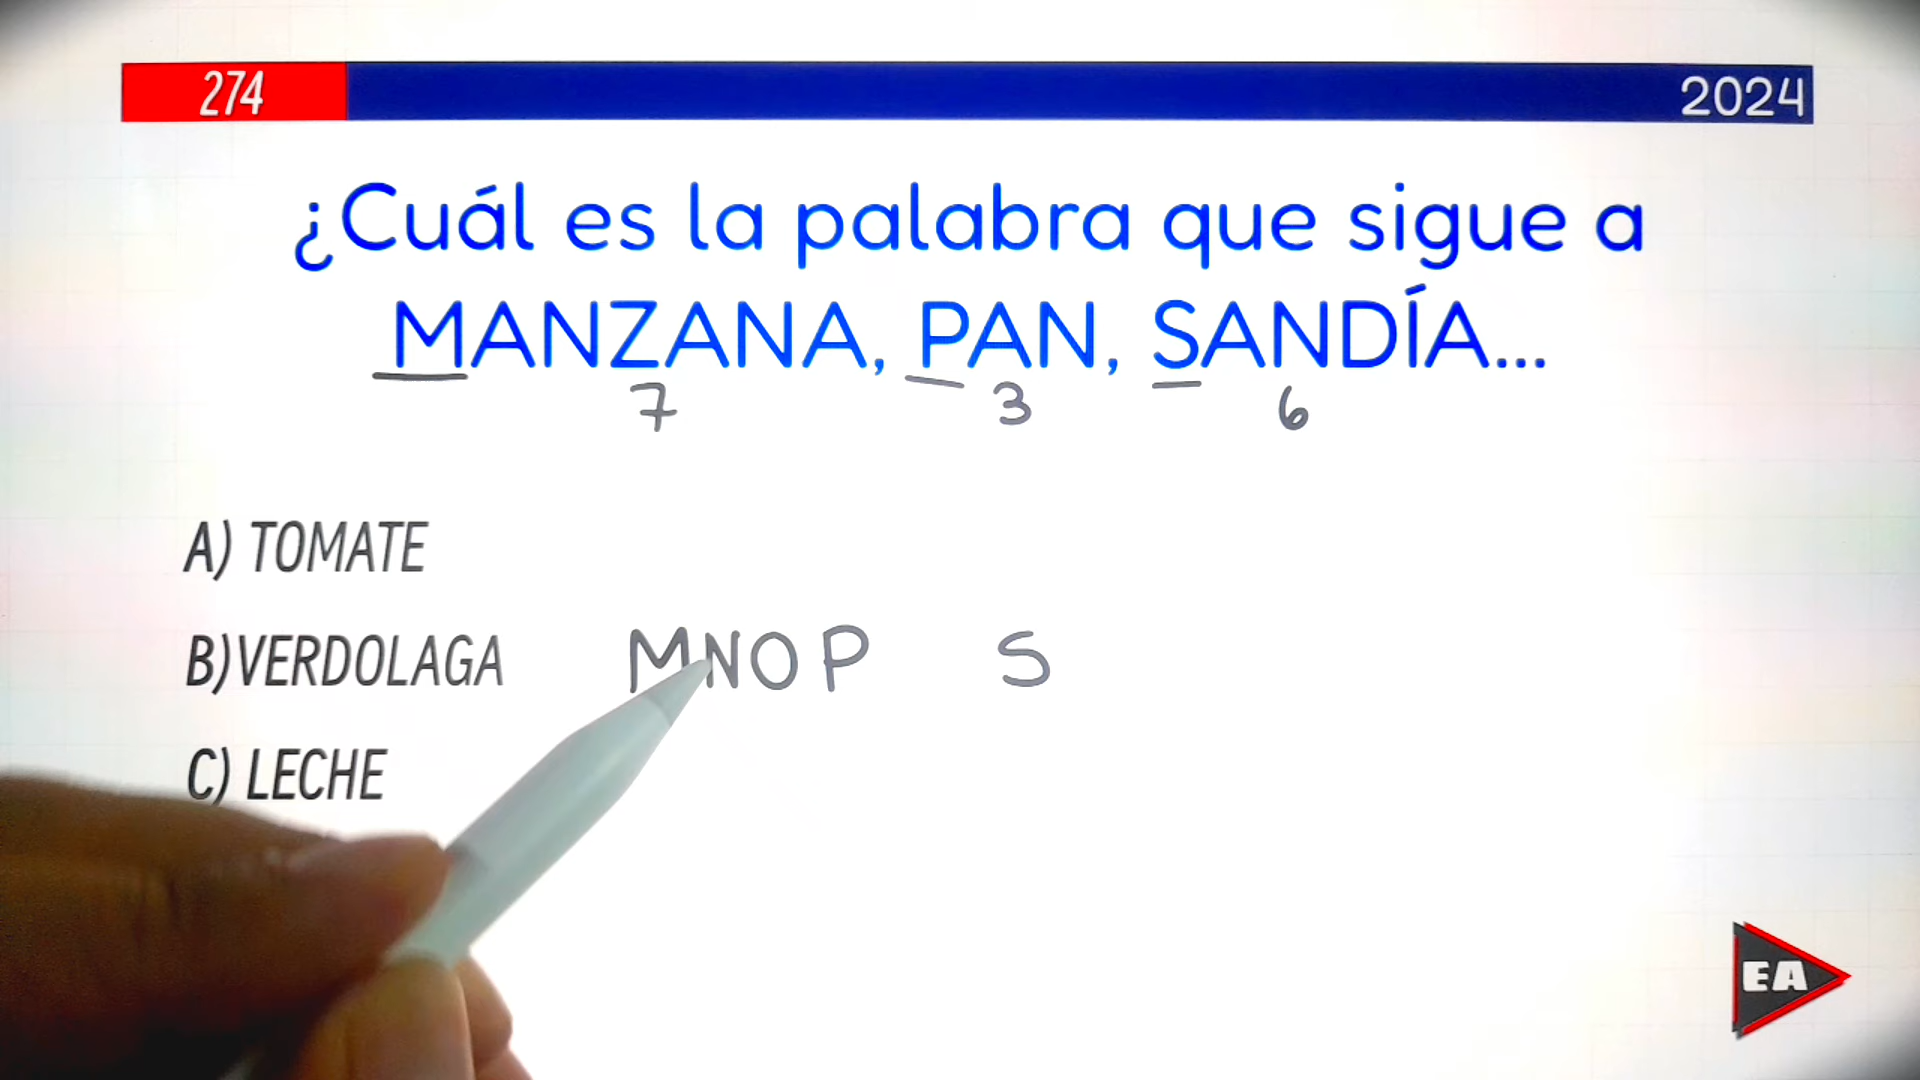 274 2024
¿Cuál es la palabra que sigue a
MANZANA, PAN, SANDÍA...
7 3 6
A) TOMATE
B)VERDOLAGA MNOP S
C) LECHE
EA